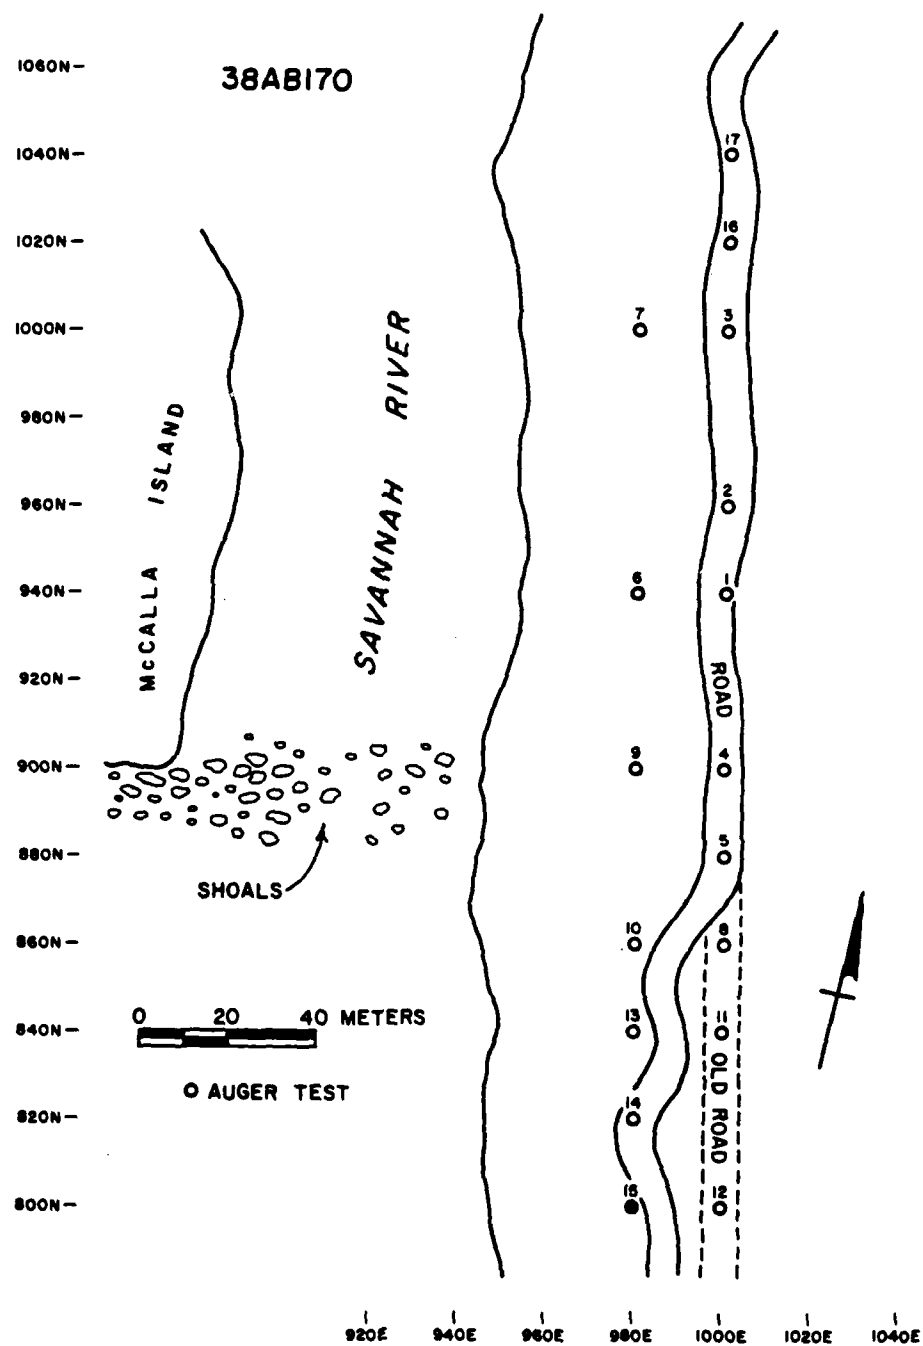 38AB170
1060N
1040N
1020N
1000N
980N
960N
940N
920N
900N
880N
860N
840N
820N
800N
McCALLA ISLAND
SAVANNAH RIVER
SHOALS
17
16
7
3
2
6
1
ROAD
9
4
5
10
8
13
11
OLD ROAD
14
15
12
0 20 40 METERS
AUGER TEST
920E 940E 960E 980E 1000E 1020E 1040E